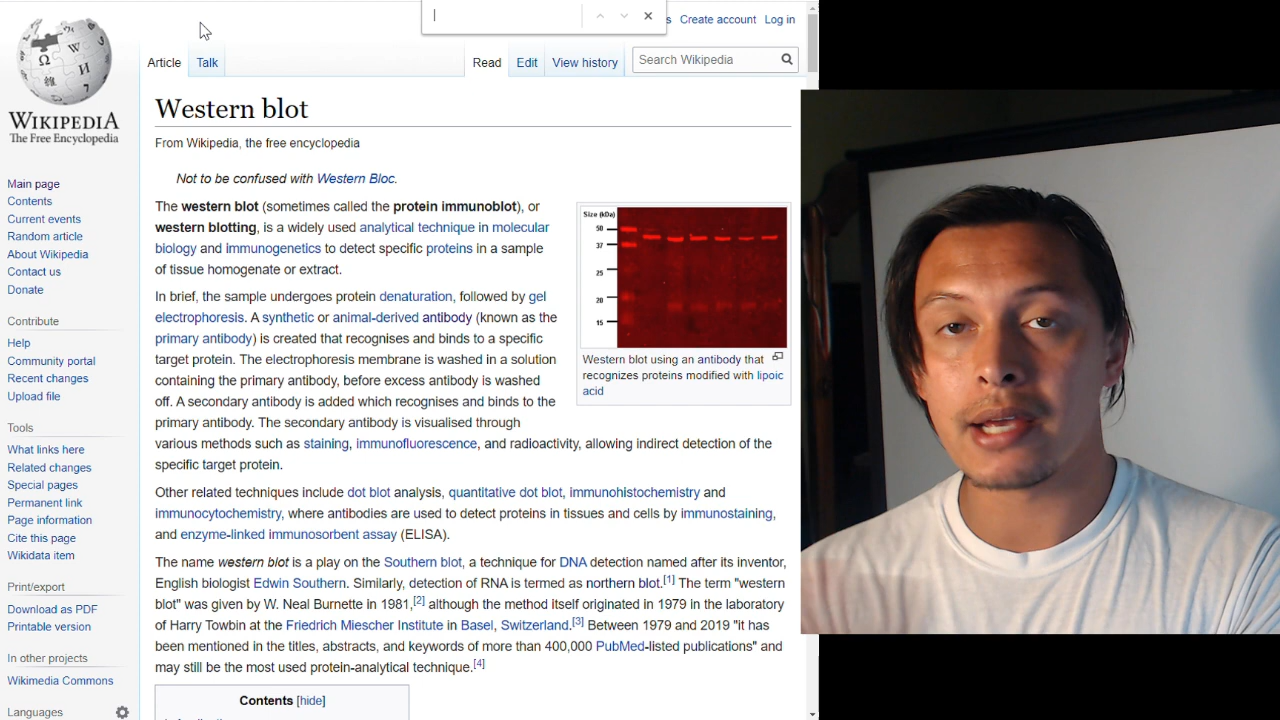 s Create account Log in
WIKIPEDIA
The Free Encyclopedia
Article Talk Read Edit View history Search Wikipedia
Western blot
From Wikipedia, the free encyclopedia
Not to be confused with Western Bloc.
The western blot (sometimes called the protein immunoblot), or
western blotting, is a widely used analytical technique in molecular
biology and immunogenetics to detect specific proteins in a sample
of tissue homogenate or extract.
In brief, the sample undergoes protein denaturation, followed by gel
electrophoresis. A synthetic or animal-derived antibody (known as the
primary antibody) is created that recognises and binds to a specific
target protein. The electrophoresis membrane is washed in a solution
containing the primary antibody, before excess antibody is washed
off. A secondary antibody is added which recognises and binds to the
primary antibody. The secondary antibody is visualised through
various methods such as staining, immunofluorescence, and radioactivity, allowing indirect detection of the
specific target protein.
Size (kDa)
50
37
25
20
15
Western blot using an antibody that
recognizes proteins modified with lipoic
acid
Other related techniques include dot blot analysis, quantitative dot blot, immunohistochemistry and
immunocytochemistry, where antibodies are used to detect proteins in tissues and cells by immunostaining,
and enzyme-linked immunosorbent assay (ELISA).
The name western blot is a play on the Southern blot, a technique for DNA detection named after its inventor,
English biologist Edwin Southern. Similarly, detection of RNA is termed as northern blot.[1] The term "western
blot" was given by W. Neal Burnette in 1981,[2] although the method itself originated in 1979 in the laboratory
of Harry Towbin at the Friedrich Miescher Institute in Basel, Switzerland.[3] Between 1979 and 2019 "it has
been mentioned in the titles, abstracts, and keywords of more than 400,000 PubMed-listed publications" and
may still be the most used protein-analytical technique.[4]
Contents [hide]
Main page
Contents
Current events
Random article
About Wikipedia
Contact us
Donate
Contribute
Help
Community portal
Recent changes
Upload file
Tools
What links here
Related changes
Special pages
Permanent link
Page information
Cite this page
Wikidata item
Print/export
Download as PDF
Printable version
In other projects
Wikimedia Commons
Languages